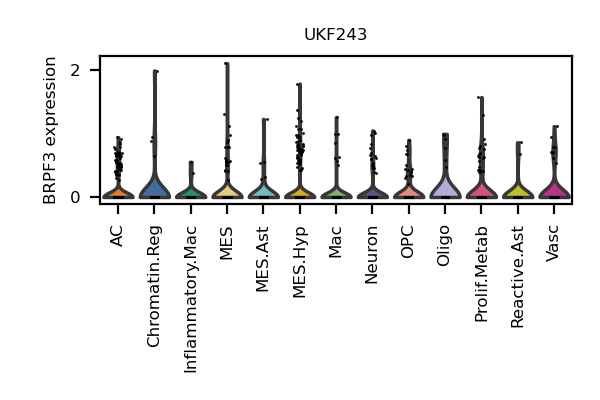 UKF243
BRPF3 expression
2
0
AC
Chromatin.Reg
Inflammatory.Mac
MES
MES.Ast
MES.Hyp
Mac
Neuron
OPC
Oligo
Prolif.Metab
Reactive.Ast
Vasc